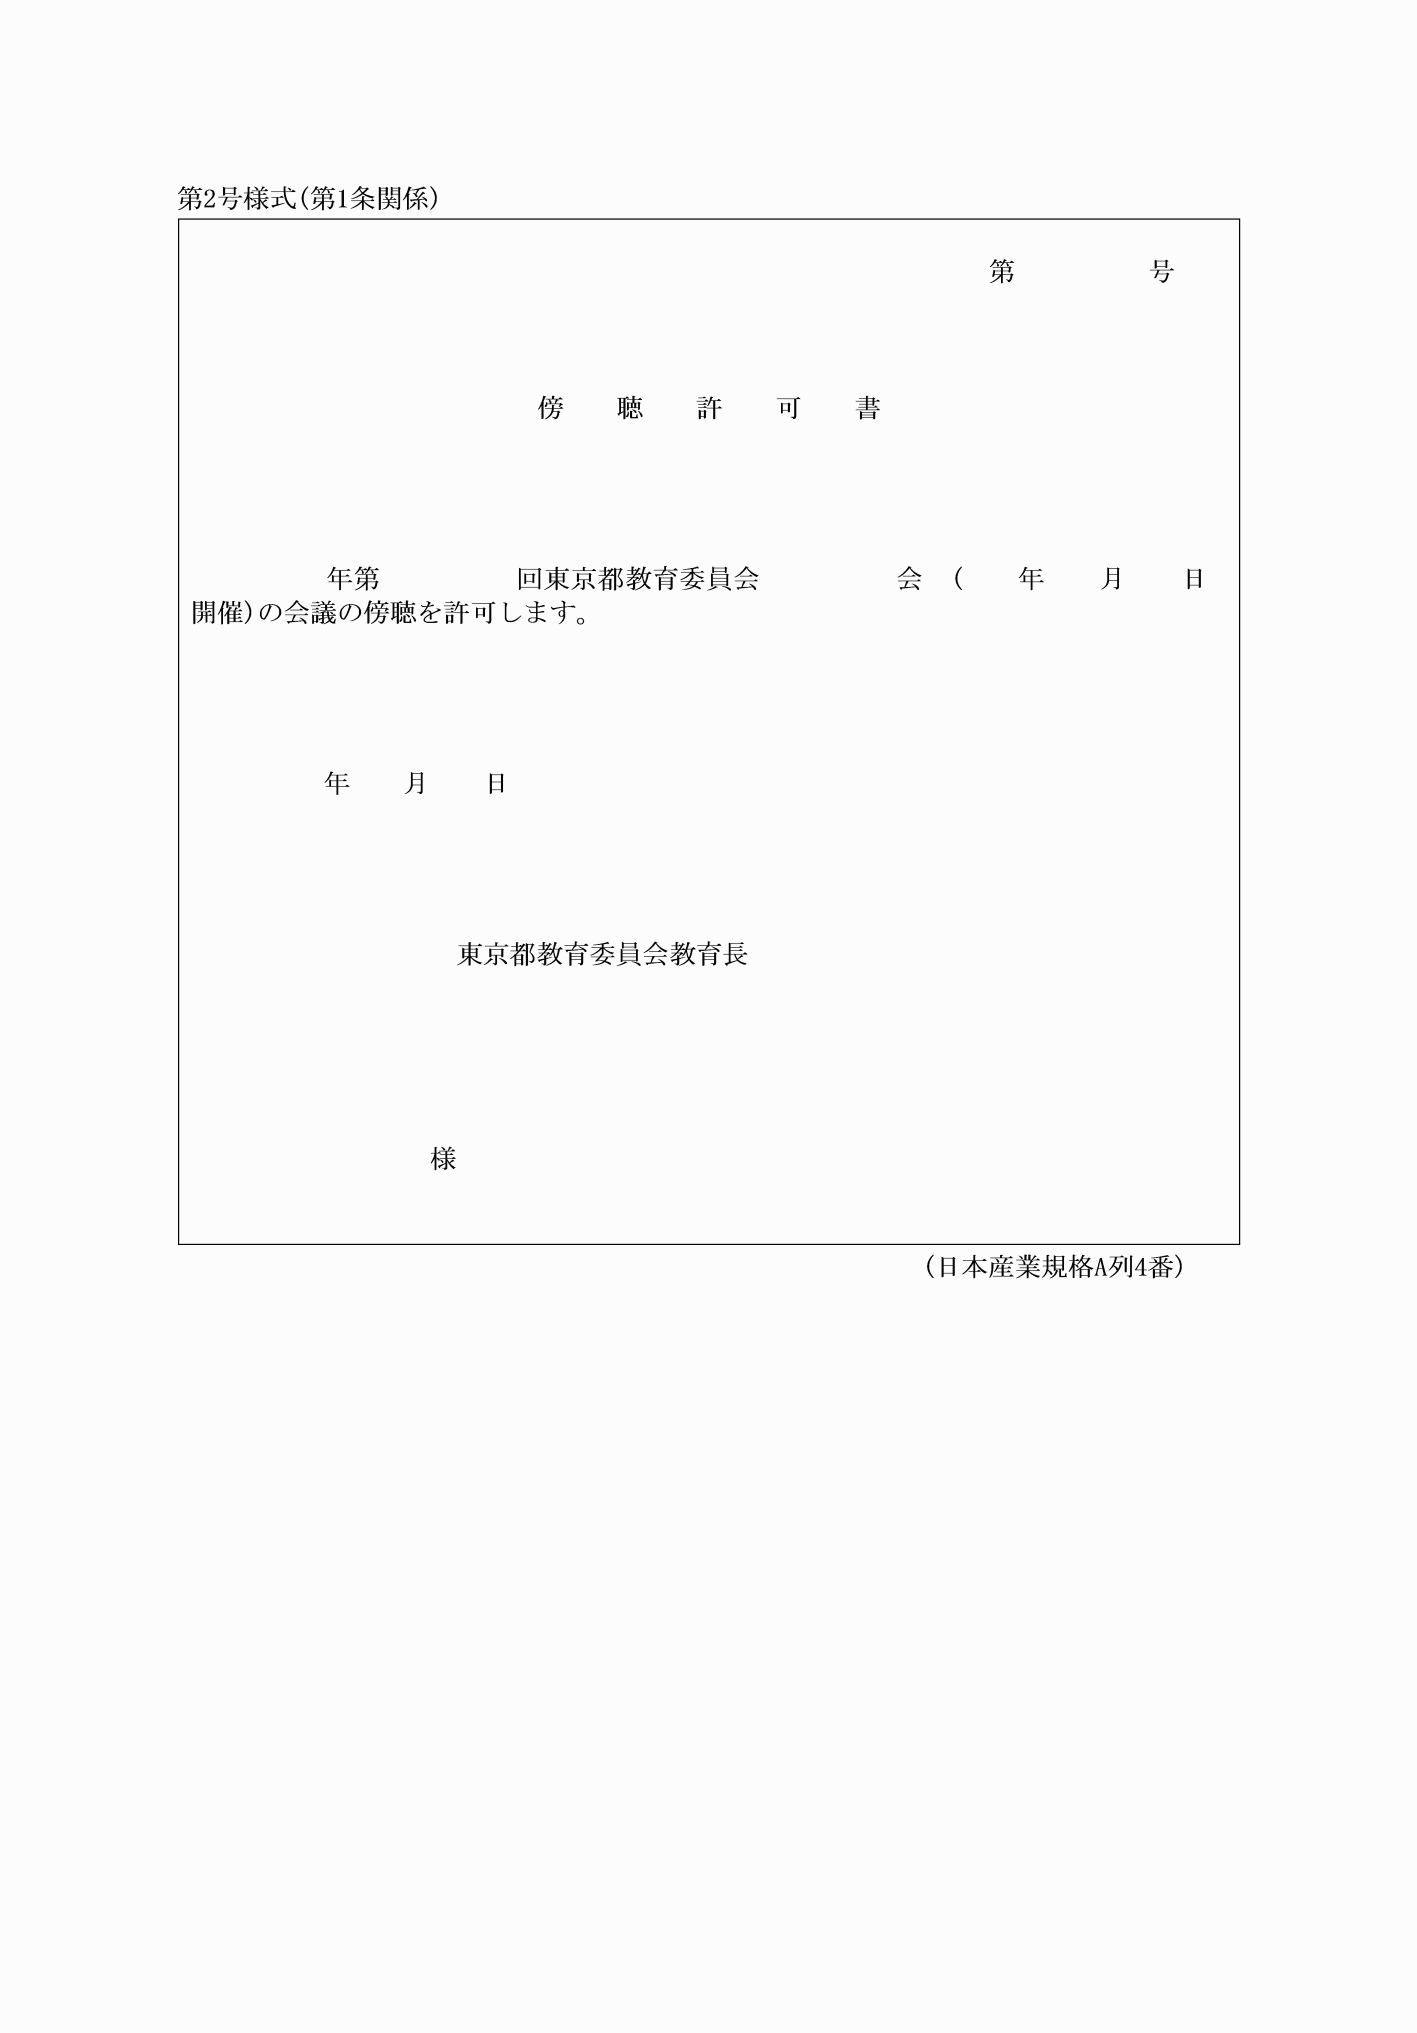 第2号様式(第1条関係)
第　　　　　号
傍　　聴　　許　　可　　書
年第　　　　　回東京都教育委員会　　　　　会　(　　年　　月　　日
開催)の会議の傍聴を許可します。
年　　月　　日
東京都教育委員会教育長
様
(日本産業規格A列4番)